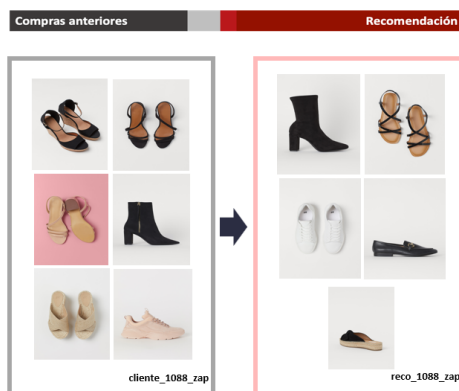 Compras anteriores
Recomendación
cliente_1088_zap
reco_1088_zap